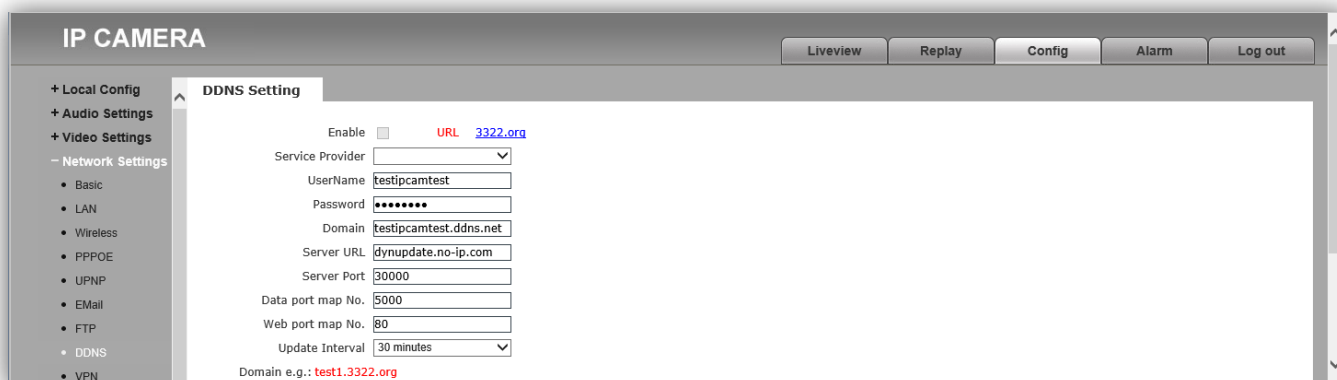 IP CAMERA
Liveview Replay Config Alarm Log out
+ Local Config
+ Audio Settings
+ Video Settings
− Network Settings
• Basic
• LAN
• Wireless
• PPPOE
• UPNP
• EMail
• FTP
• DDNS
• VPN
DDNS Setting
Enable URL 3322.org
Service Provider
UserName testipcamtest
Password ●●●●●●●●
Domain testipcamtest.ddns.net
Server URL dynupdate.no-ip.com
Server Port 30000
Data port map No. 5000
Web port map No. 80
Update Interval 30 minutes
Domain e.g.: test1.3322.org